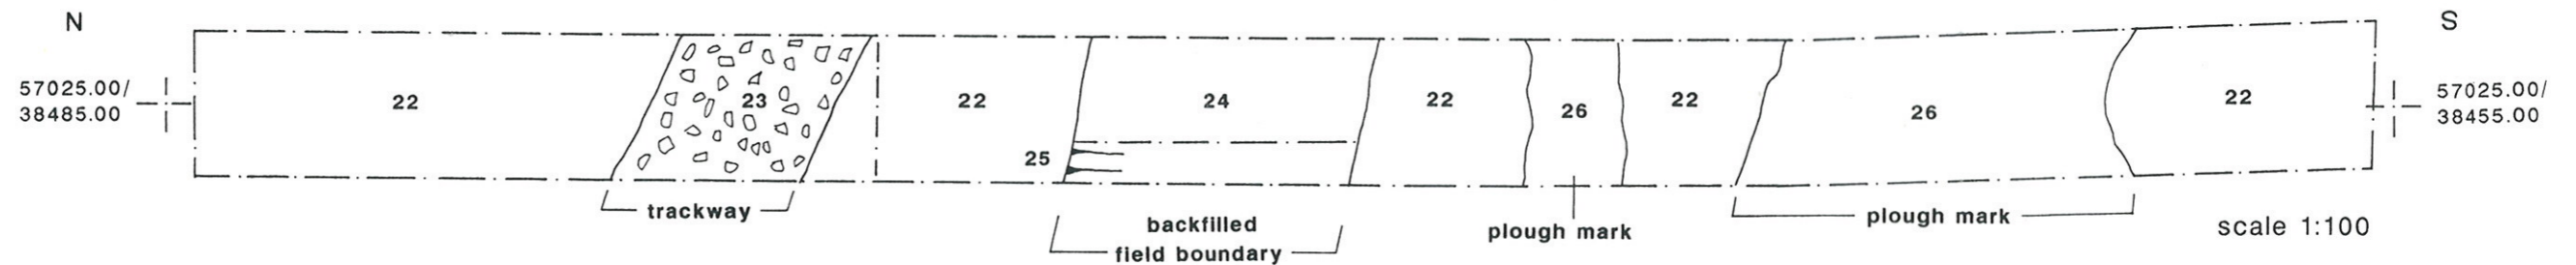 N
S
57025.00/
38485.00
22
23
22
24
25
22
26
22
26
22
57025.00/
38455.00
trackway
backfilled
field boundary
plough mark
plough mark
scale 1:100